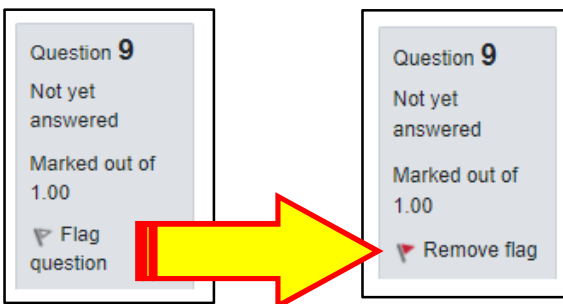 Question 9
Not yet
answered
Marked out of
1.00
Flag
question
Question 9
Not yet
answered
Marked out of
1.00
Remove flag